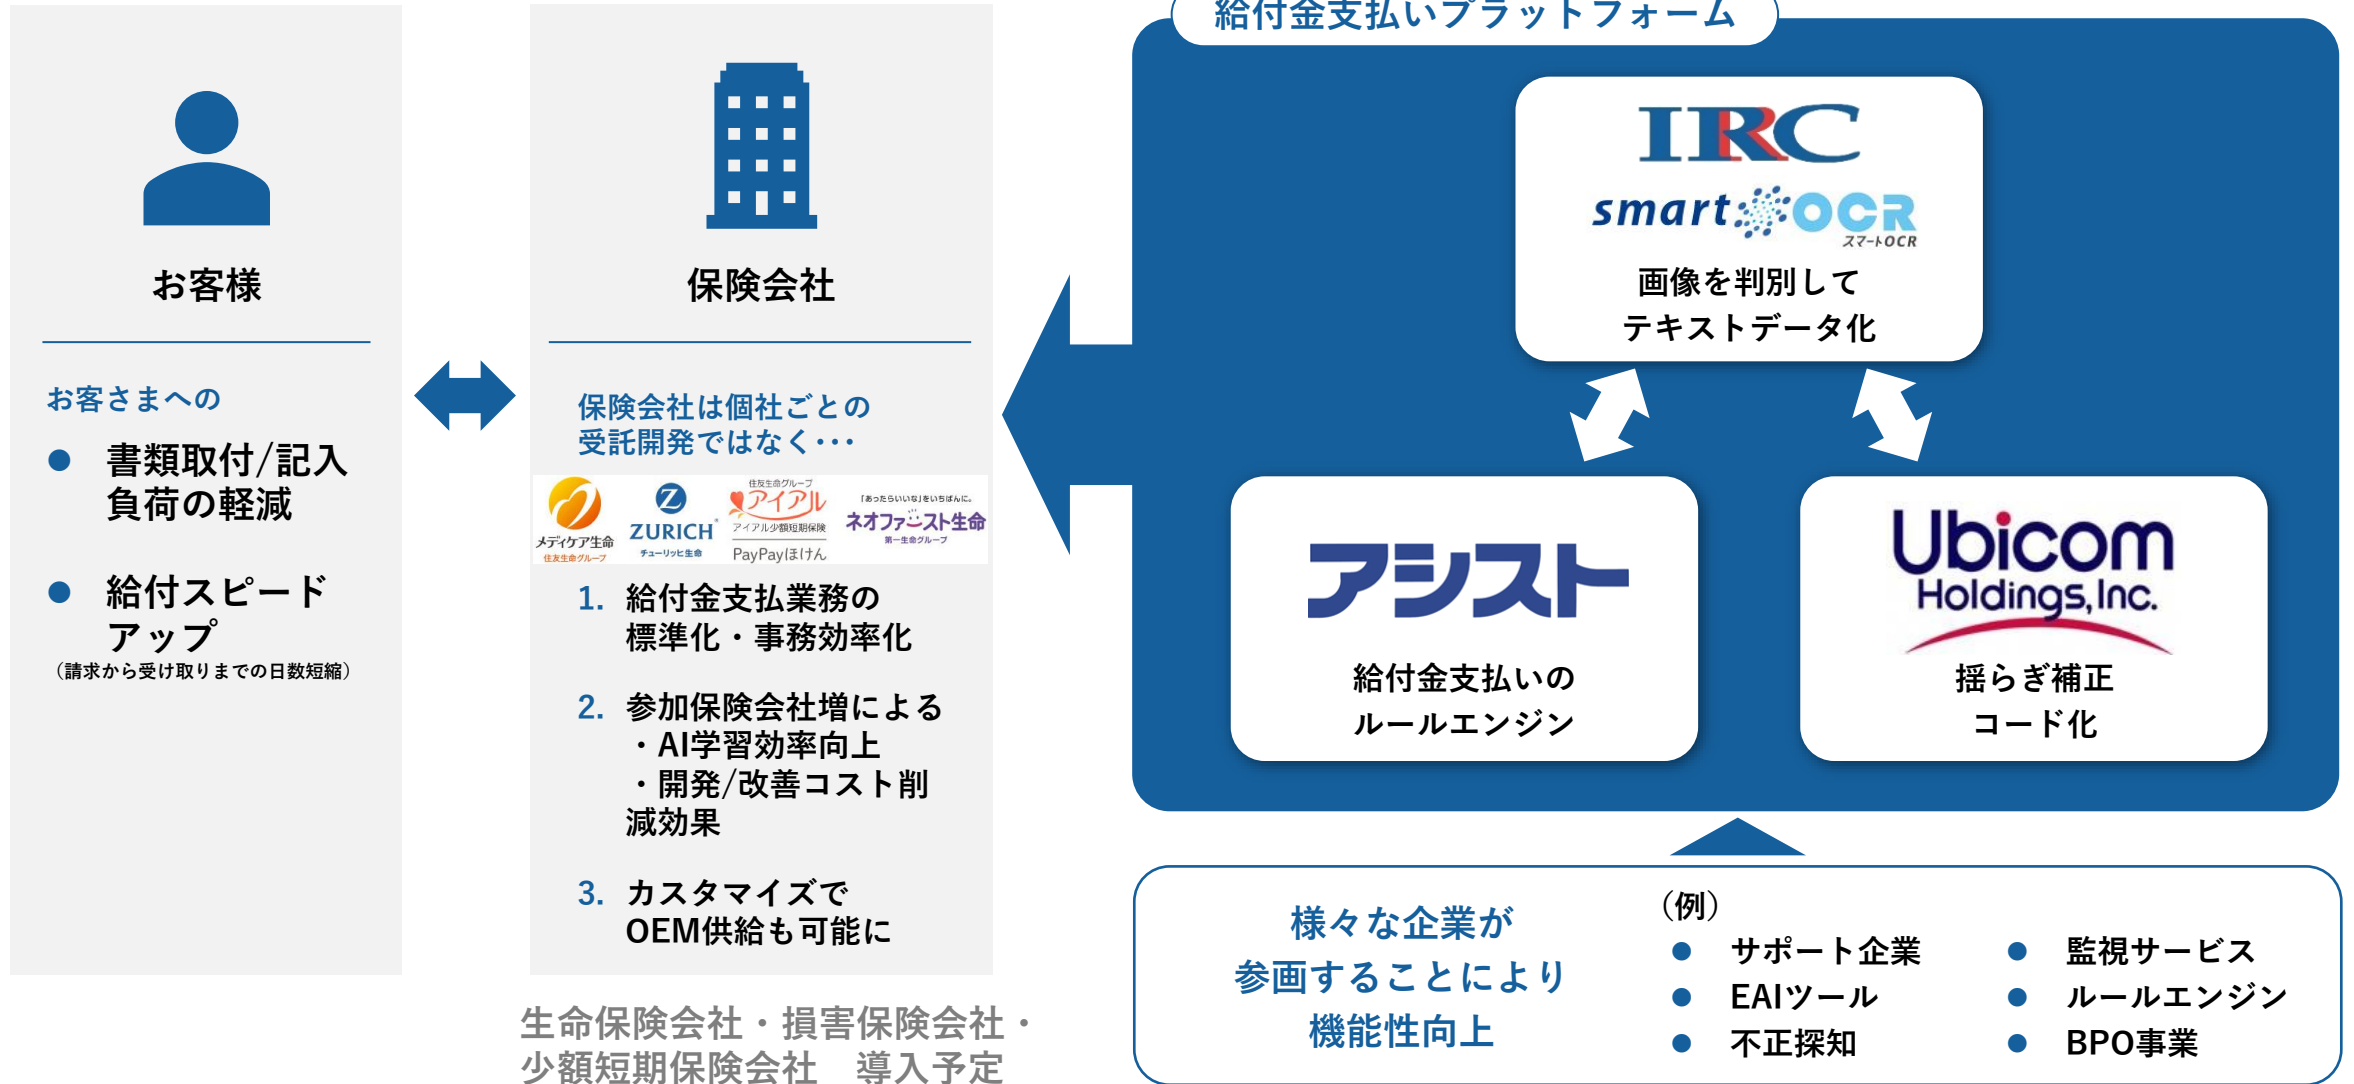 お客様
お客さまへの
● 書類取付/記入
負荷の軽減
● 給付スピード
アップ
（請求から受け取りまでの日数短縮）
保険会社
保険会社は個社ごとの
受託開発ではなく･･･
メディケア生命
住友生命グループ
Z
ZURICH
チューリッヒ生命
住友生命グループ
アイアル
アイアル少額短期保険
PayPayほけん
「あったらいいな」をいちばんに。
ネオファースト生命
第一生命グループ
1. 給付金支払業務の
標準化・事務効率化
2. 参加保険会社増による
・AI学習効率向上
・開発/改善コスト削
減効果
3. カスタマイズで
OEM供給も可能に
生命保険会社・損害保険会社・
少額短期保険会社　導入予定
給付金支払いプラットフォーム
IRC
smart OCR
スマートOCR
画像を判別して
テキストデータ化
アシスト
給付金支払いの
ルールエンジン
Ubicom
Holdings, Inc.
揺らぎ補正
コード化
様々な企業が
参画することにより
機能性向上
（例）
● サポート企業
● EAIツール
● 不正探知
● 監視サービス
● ルールエンジン
● BPO事業